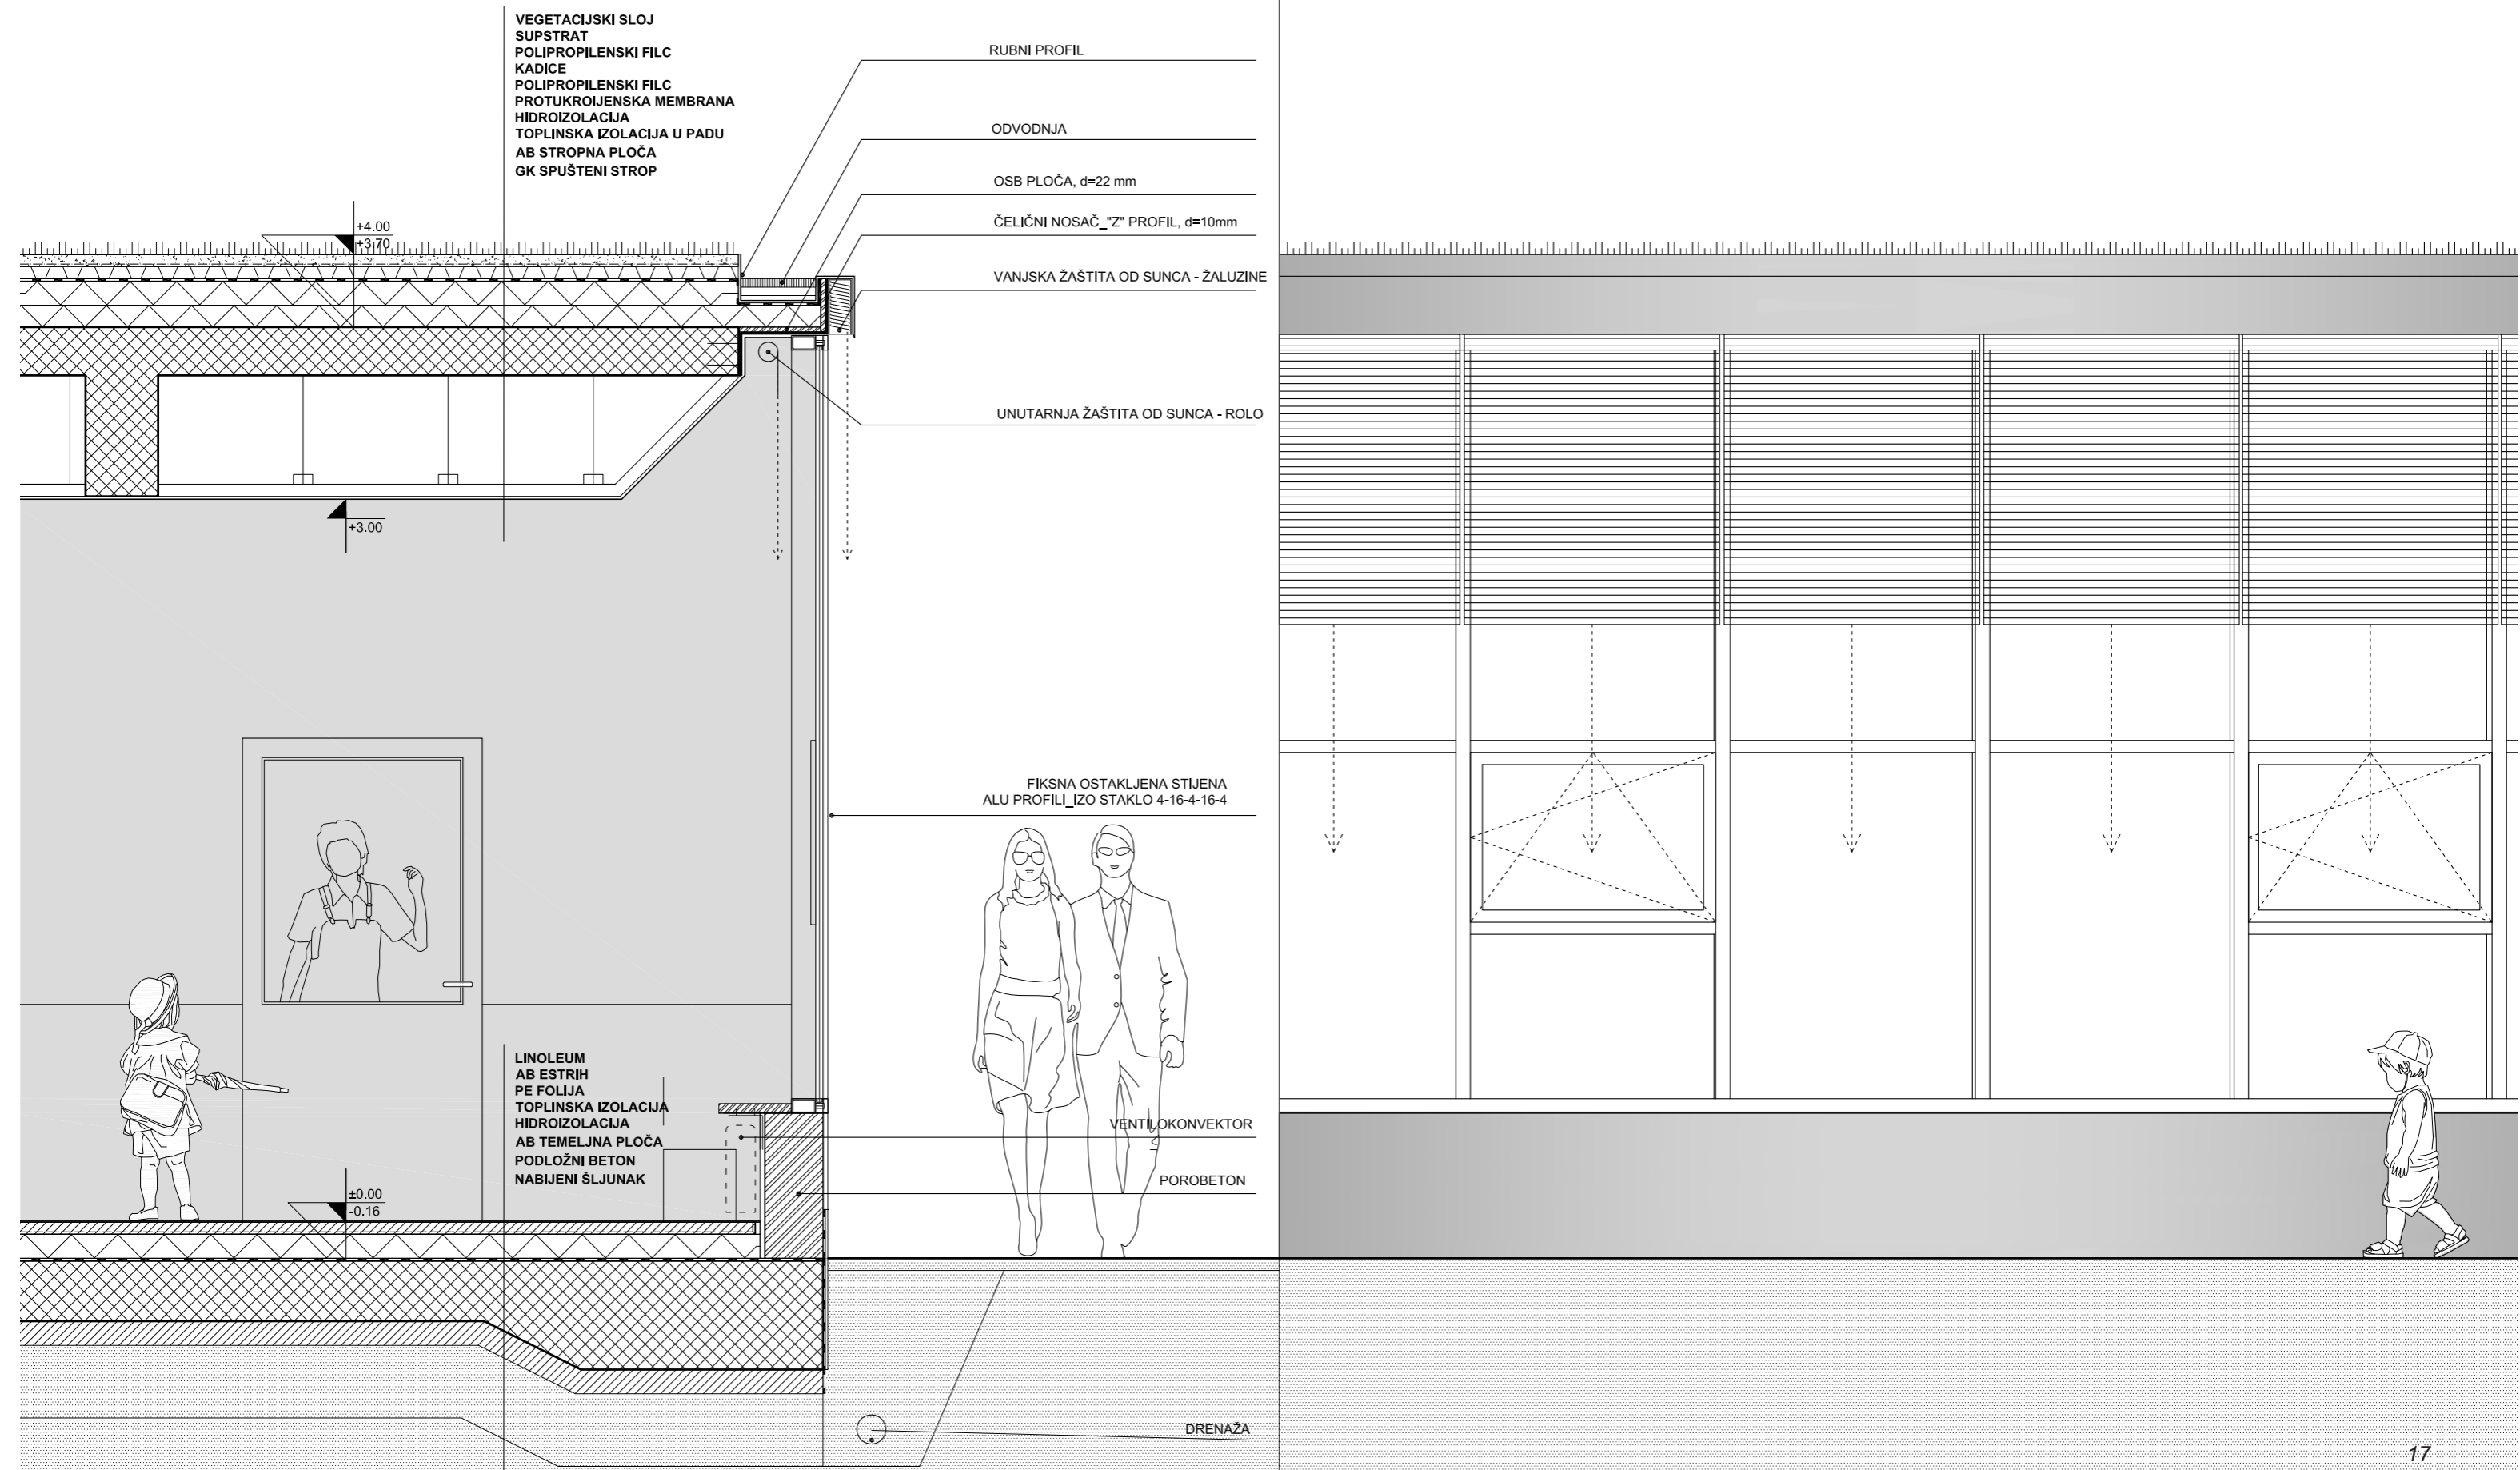 VEGETACIJSKI SLOJ
SUPSTRAT
POLIPROPILENSKI FILC
KADICE
POLIPROPILENSKI FILC
PROTUKROIJENSKA MEMBRANA
HIDROIZOLACIJA
TOPLINSKA IZOLACIJA U PADU
AB STROPNA PLOČA
GK SPUŠTENI STROP
RUBNI PROFIL
ODVODNJA
OSB PLOČA, d=22 mm
ČELIČNI NOSAČ_"Z" PROFIL, d=10mm
VANJSKA ŽAŠTITA OD SUNCA - ŽALUZINE
+4.00
+3.70
UNUTARNJA ŽAŠTITA OD SUNCA - ROLO
+3.00
FIKSNA OSTAKLJENA STIJENA
ALU PROFILI_IZO STAKLO 4-16-4-16-4
LINOLEUM
AB ESTRIH
PE FOLIJA
TOPLINSKA IZOLACIJA
HIDROIZOLACIJA
AB TEMELJNA PLOČA
PODLOŽNI BETON
NABIJENI ŠLJUNAK
VENTILOKONVEKTOR
POROBETON
±0.00
-0.16
DRENAŽA
17